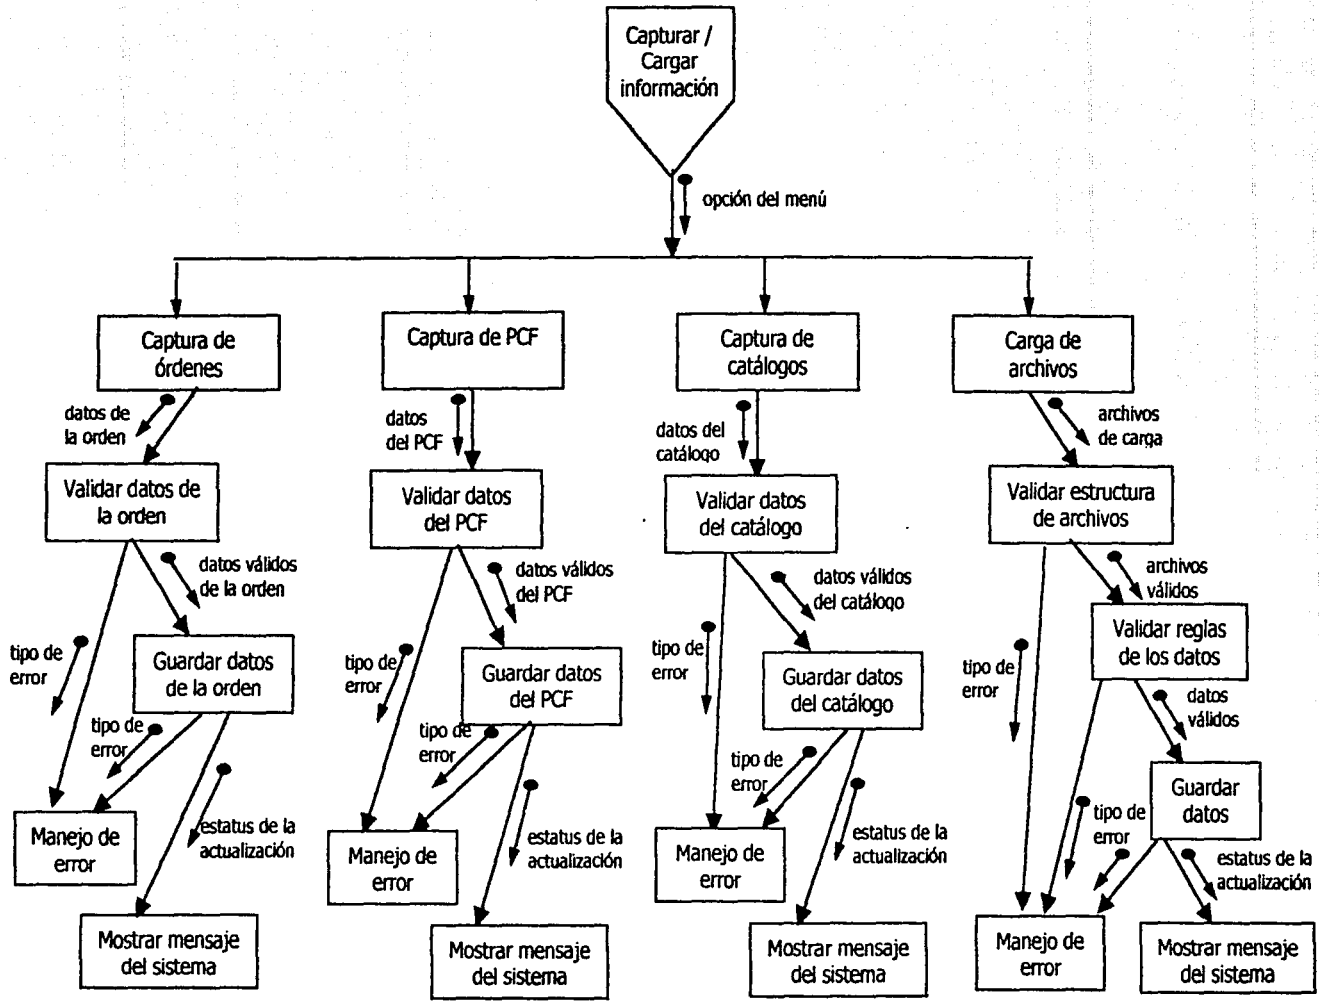 Capturar /
Cargar
información
opción del menú
Captura de
órdenes
Captura de PCF
Captura de
catálogos
Carga de
archivos
datos de
la orden
datos
del PCF
datos del
catálogo
archivos
de carga
Validar datos de
la orden
Validar datos
del PCF
Validar datos
del catálogo
Validar estructura
de archivos
datos válidos
de la orden
datos válidos
del PCF
datos válidos
del catálogo
archivos
válidos
tipo de
error
Guardar datos
de la orden
tipo de
error
Guardar datos
del PCF
tipo de
error
Guardar datos
del catálogo
tipo de
error
Validar reglas
de los datos
datos
válidos
tipo de
error
tipo de
error
tipo de
error
Guardar
datos
tipo de
error
Manejo de
error
estatus de la
actualización
Manejo de
error
estatus de la
actualización
Manejo de
error
estatus de la
actualización
estatus de la
actualización
Mostrar mensaje
del sistema
Mostrar mensaje
del sistema
Mostrar mensaje
del sistema
Manejo de
error
Mostrar mensaje
del sistema